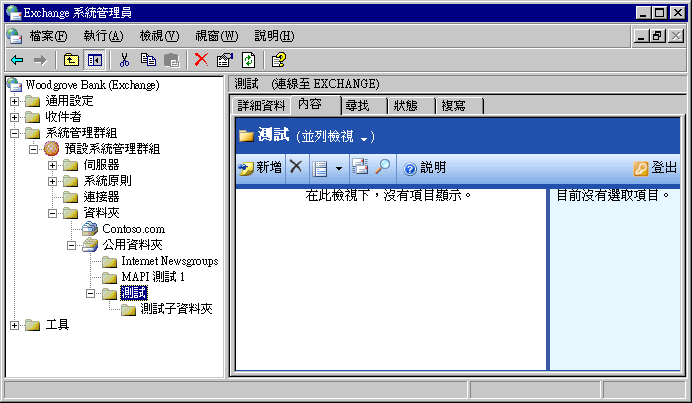 Exchange 系統管理員
檔案(F) 執行(A) 檢視(V) 視窗(W) 說明(H)
Woodgrove Bank (Exchange)
通用設定
收件者
系統管理群組
預設系統管理群組
伺服器
系統原則
連接器
資料夾
Contoso.com
公用資料夾
Internet Newsgroups
MAPI 測試 1
測試
測試子資料夾
工具
測試 (連線至 EXCHANGE)
詳細資料 內容 尋找 狀態 複寫
測試 (並列檢視)
新增 說明 登出
在此檢視下，沒有項目顯示。
目前沒有選取項目。